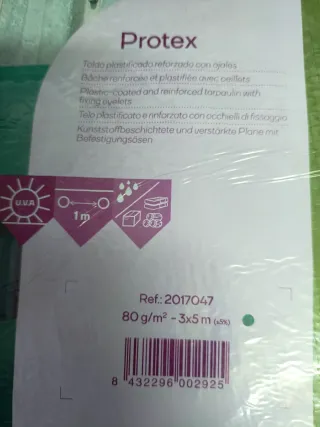 Protex
Toldo plastificado reforzado con ojales
Bâche renforcée et plastifiée avec oeillets
Plastic-coated and reinforced tarpaulin with
fixing eyelets
Telo plastificato e rinforzato con occhielli di fissaggio
Kunststoffbeschichtete und verstärkte Plane mit
Befestigungsösen
U.V.A
1 m
Ref.: 2017047
80 g/m² - 3x5 m (±5%)
8 432296 002925